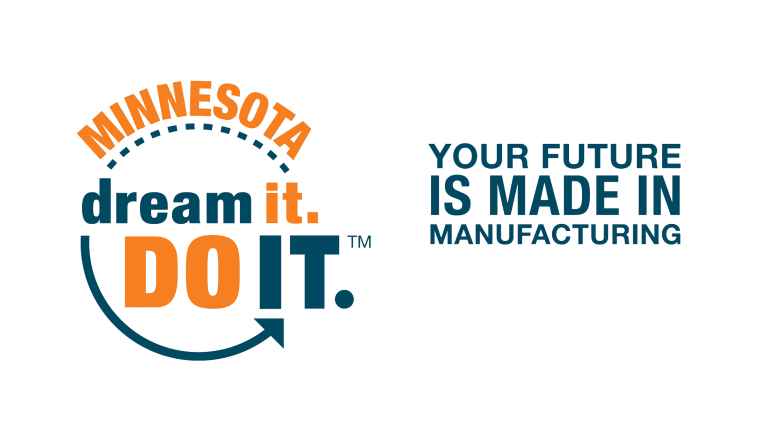 MINNESOTA
dream it.
DO IT.™
YOUR FUTURE
IS MADE IN
MANUFACTURING